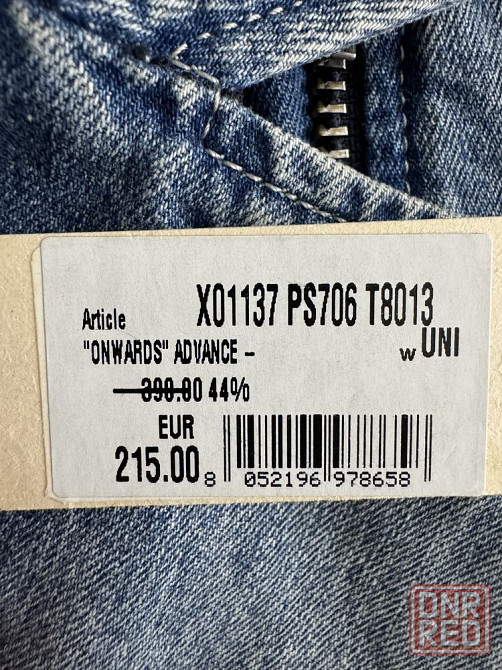 Article X01137 PS706 T8013
"ONWARDS" ADVANCE – w UNI
390.00 44%
EUR
215.00
8 052196 978658
DNR
RED